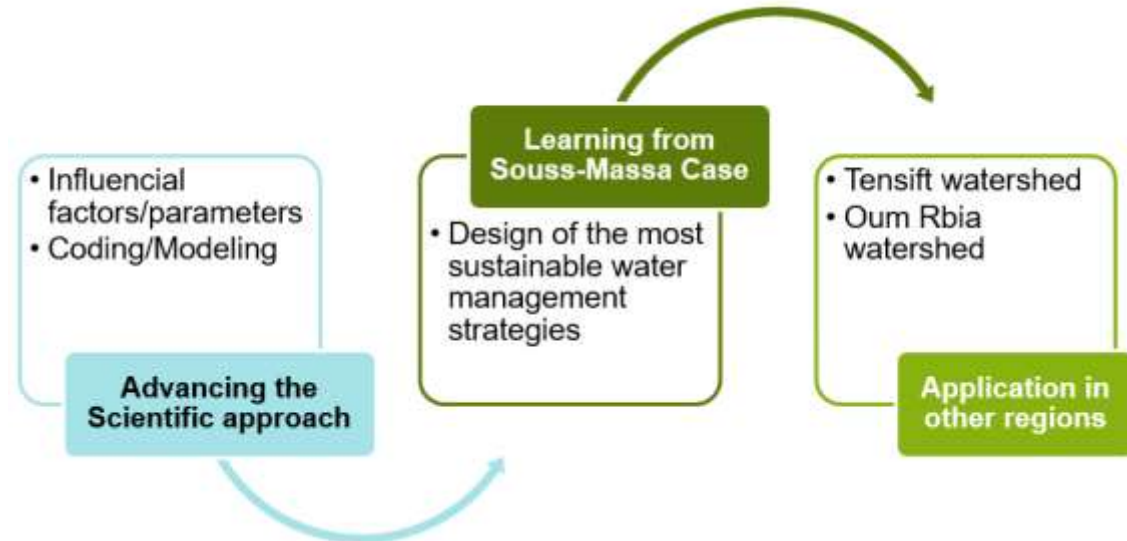 • Influencial
factors/parameters
• Coding/Modeling
Advancing the
Scientific approach
Learning from
Souss-Massa Case
• Design of the most
sustainable water
management
strategies
• Tensift watershed
• Oum Rbia
watershed
Application in
other regions